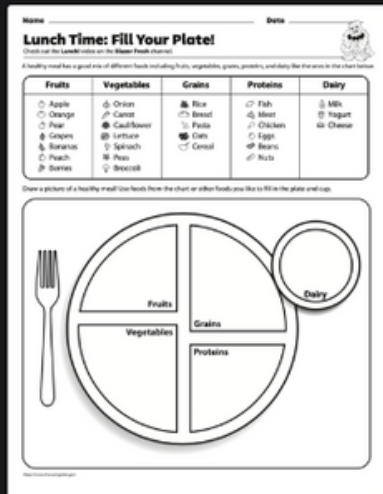 Name Date
Lunch Time: Fill Your Plate!
Check out the Lunch! video on the channel.
A healthy meal has a good mix of different foods including fruits, vegetables, grains, proteins, and dairy like the ones in the chart below.
Fruits Vegetables Grains Proteins Dairy
Apple Onion Rice Fish Milk
Orange Carrot Bread Meat Yogurt
Pear Cauliflower Pasta Chicken Cheese
Grapes Lettuce Oats Eggs
Bananas Spinach Cereal Beans
Peach Peas Nuts
Berries Broccoli
Draw a picture of a healthy meal! Use foods from the chart or other foods you like to fill in the plate and cup.
Dairy
Fruits Grains
Vegetables Proteins